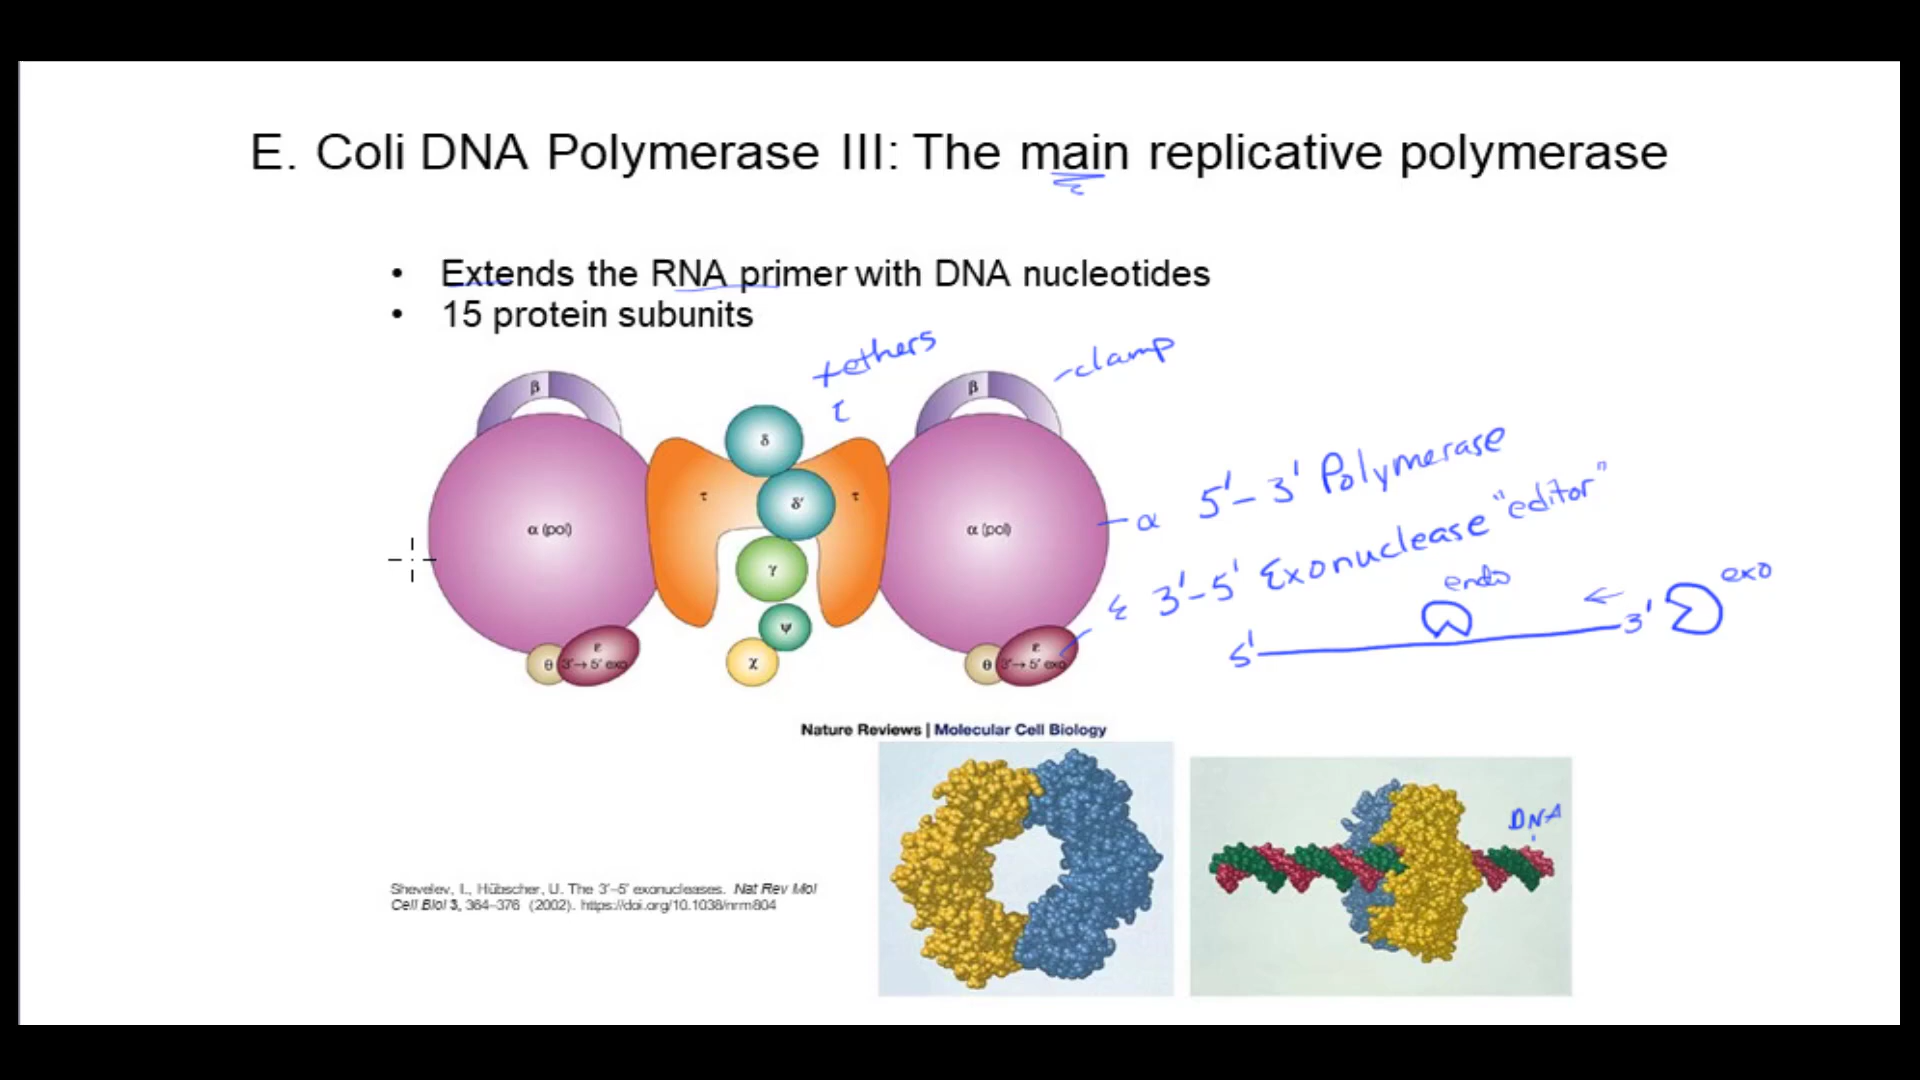 E. Coli DNA Polymerase III: The main replicative polymerase
• Extends the RNA primer with DNA nucleotides
• 15 protein subunits
tethers
τ
clamp
β
β
δ
δ′
τ
τ
γ
ψ
χ
α (pol)
α (pol)
θ
ε
3′→ 5′ exo
θ
ε
3′→ 5′ exo
α 5'-3' Polymerase
ε 3'-5' Exonuclease "editor"
endo
exo
5'
3'
Nature Reviews | Molecular Cell Biology
DNA
Shevelev, I., Hübscher, U. The 3′–5′ exonucleases. Nat Rev Mol
Cell Biol 3, 364–376 (2002). https://doi.org/10.1038/nrm804